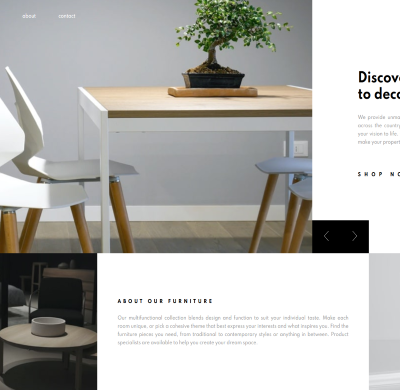 about contact
Discove
to deco
We provide
across the country
your vision to life.
make your propert
SHOP NO
ABOUT OUR FURNITURE
Our multifunctional collection blends design and function to suit your individual taste. Make each
room unique, or pick a cohesive theme that best express your interests and what inspires you. Find the
furniture pieces you need, from traditional to contemporary styles or anything in between. Product
specialists are available to help you create your dream space.